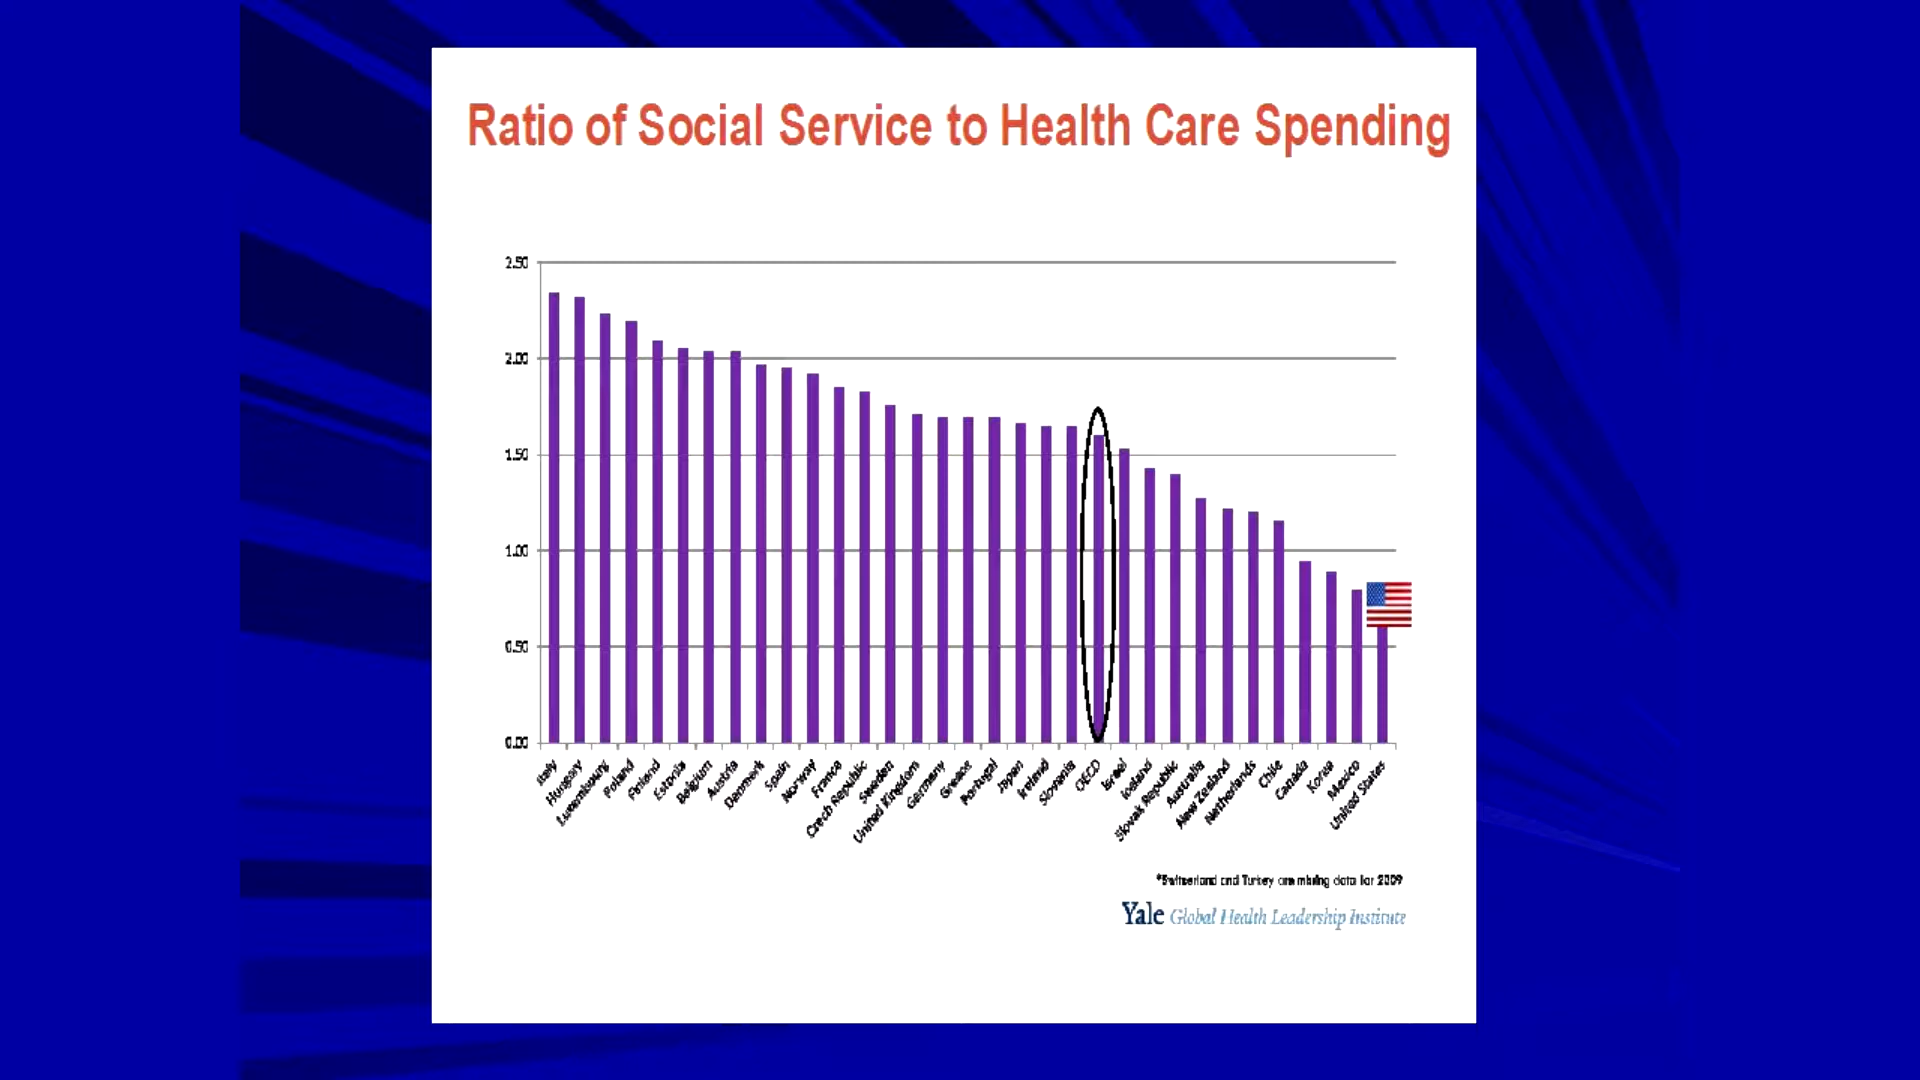 Ratio of Social Service to Health Care Spending
2.50
2.00
1.50
1.00
0.50
0.00
Italy
Hungary
Luxembourg
Poland
Finland
Estonia
Belgium
Austria
Denmark
Spain
Norway
France
Czech Republic
Sweden
United Kingdom
Germany
Greece
Portugal
Japan
Ireland
Slovenia
OECD
Israel
Iceland
Slovak Republic
Australia
New Zealand
Netherlands
Chile
Canada
Korea
Mexico
United States
*Switzerland and Turkey are missing data for 2009
Yale Global Health Leadership Institute